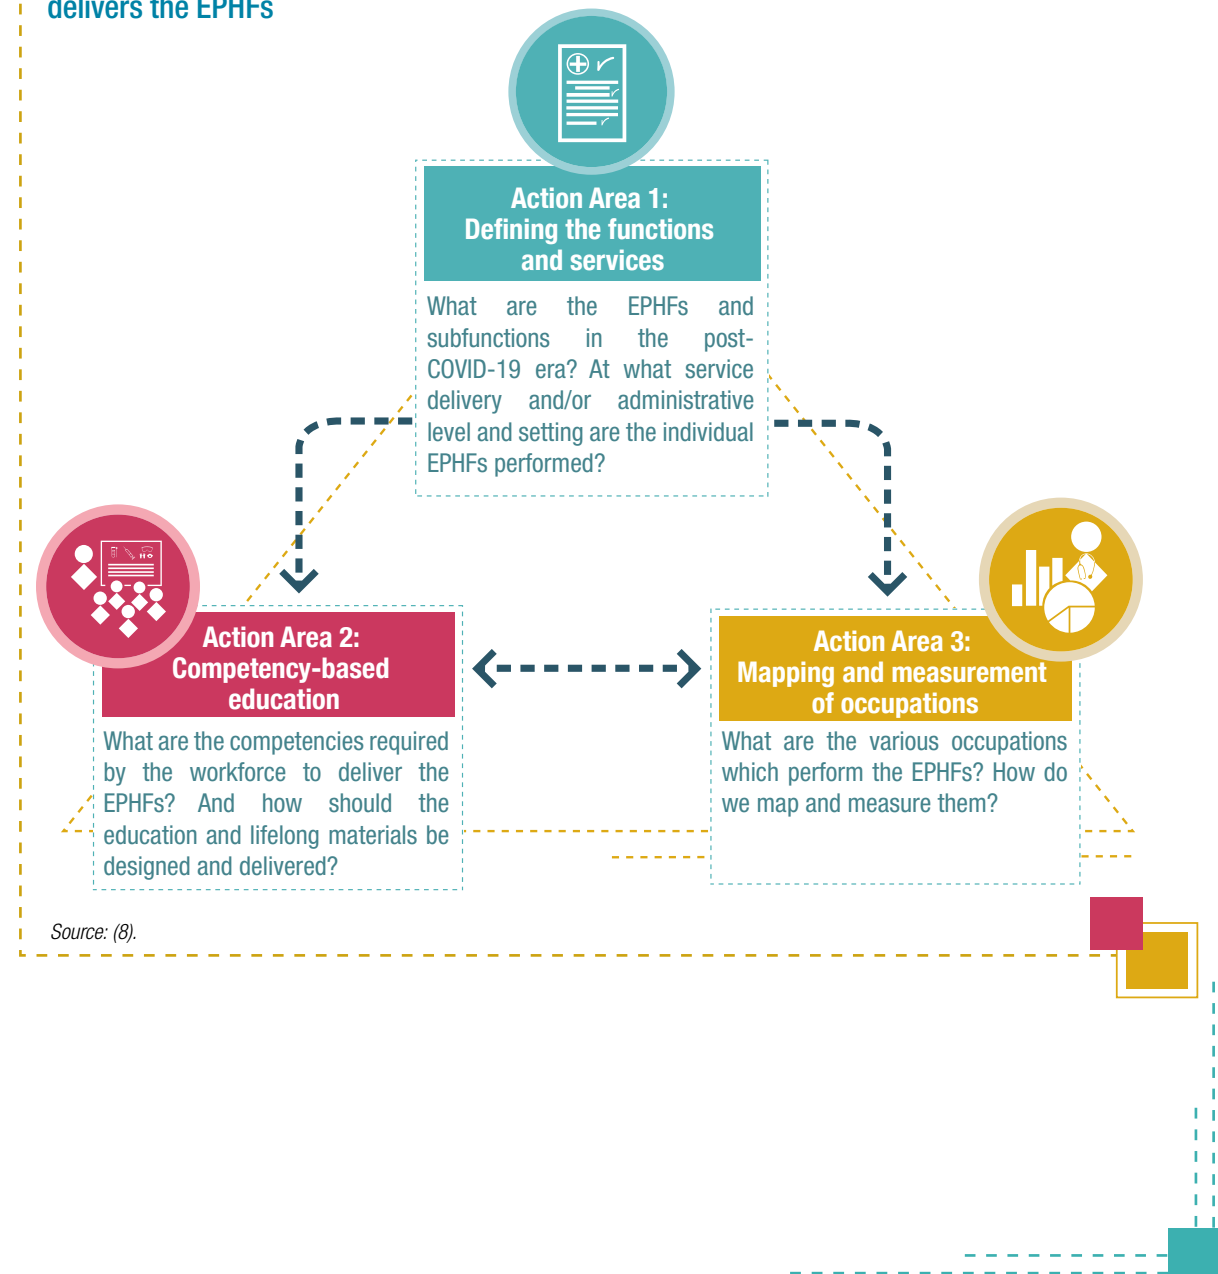 delivers the EPHFs
Action Area 1:
Defining the functions
and services
What are the EPHFs and
subfunctions in the post-
COVID-19 era? At what service
delivery and/or administrative
level and setting are the individual
EPHFs performed?
Action Area 2:
Competency-based
education
What are the competencies required
by the workforce to deliver the
EPHFs? And how should the
education and lifelong materials be
designed and delivered?
Action Area 3:
Mapping and measurement
of occupations
What are the various occupations
which perform the EPHFs? How do
we map and measure them?
Source: (8).